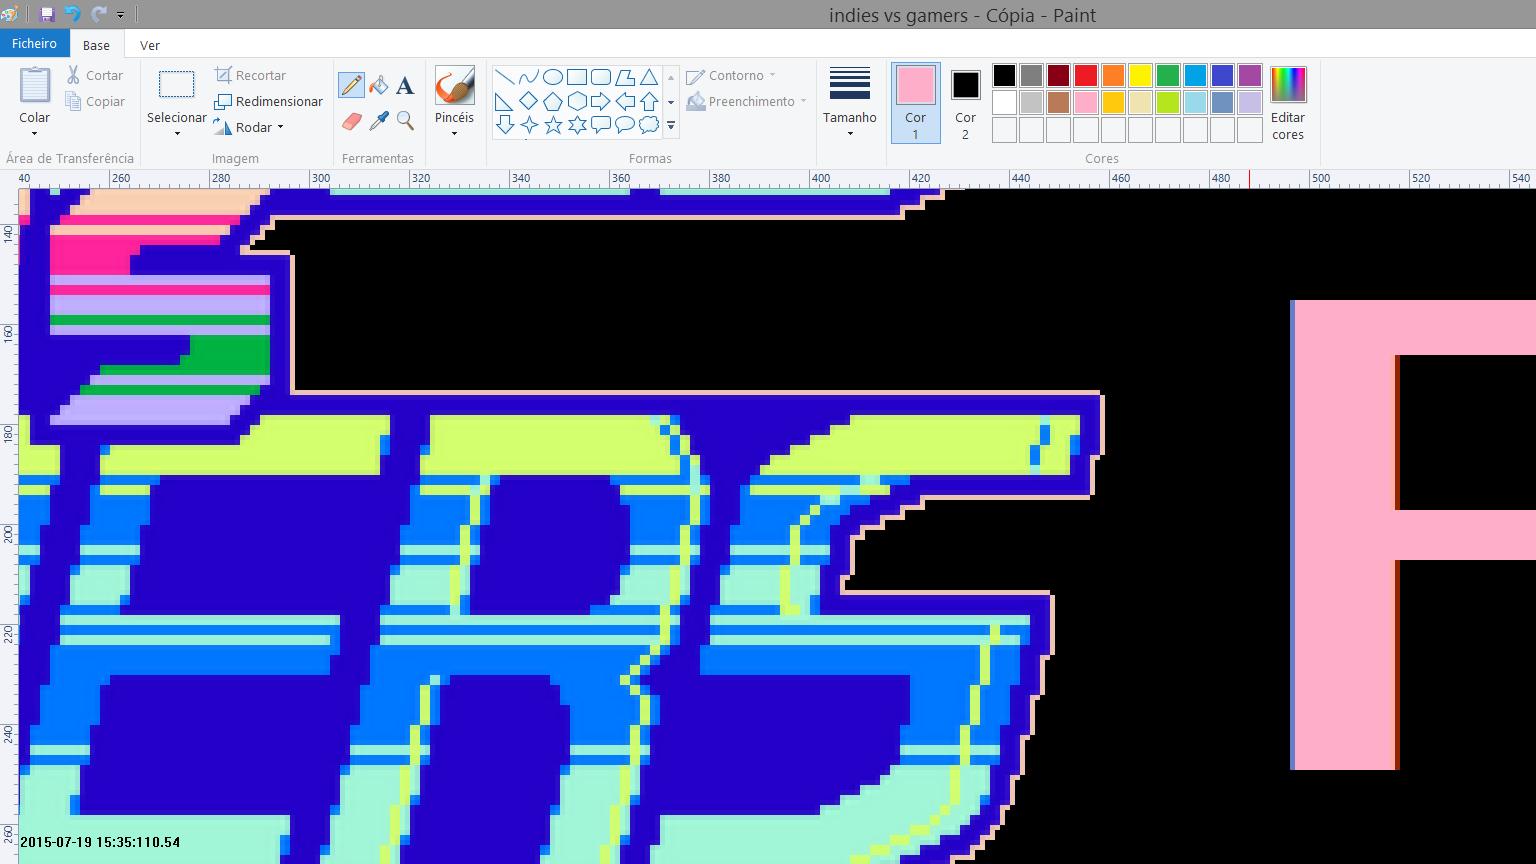 indies vs gamers - Cópia - Paint
Ficheiro Base Ver
Colar
Cortar
Copiar
Área de Transferência
Selecionar
Recortar
Redimensionar
Rodar
Imagem
A
Ferramentas
Pincéis
Contorno
Preenchimento
Formas
Tamanho
Cor 1
Cor 2
Editar cores
Cores
40 260 280 300 320 340 360 380 400 420 440 460 480 500 520 540
140
160
180
200
220
240
260
ERS
F
2015-07-19 15:35:110.54